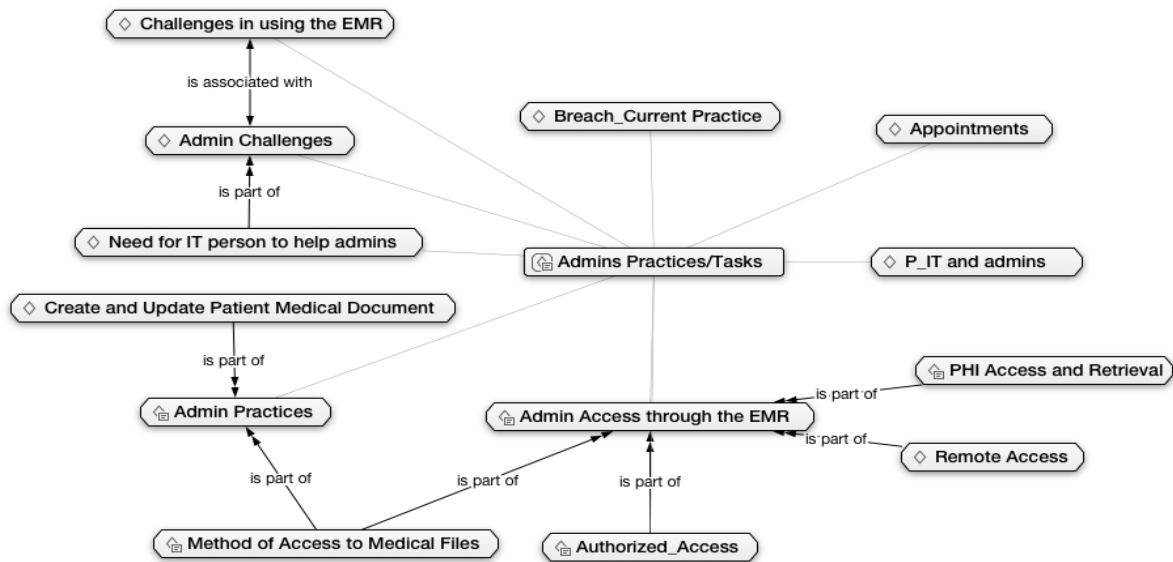 Challenges in using the EMR
is associated with
Breach_Current Practice
Appointments
Admin Challenges
is part of
Need for IT person to help admins
Admins Practices/Tasks
P_IT and admins
Create and Update Patient Medical Document
is part of
PHI Access and Retrieval
is part of
Admin Practices
Admin Access through the EMR
is part of
Remote Access
is part of
is part of
is part of
Method of Access to Medical Files
Authorized_Access